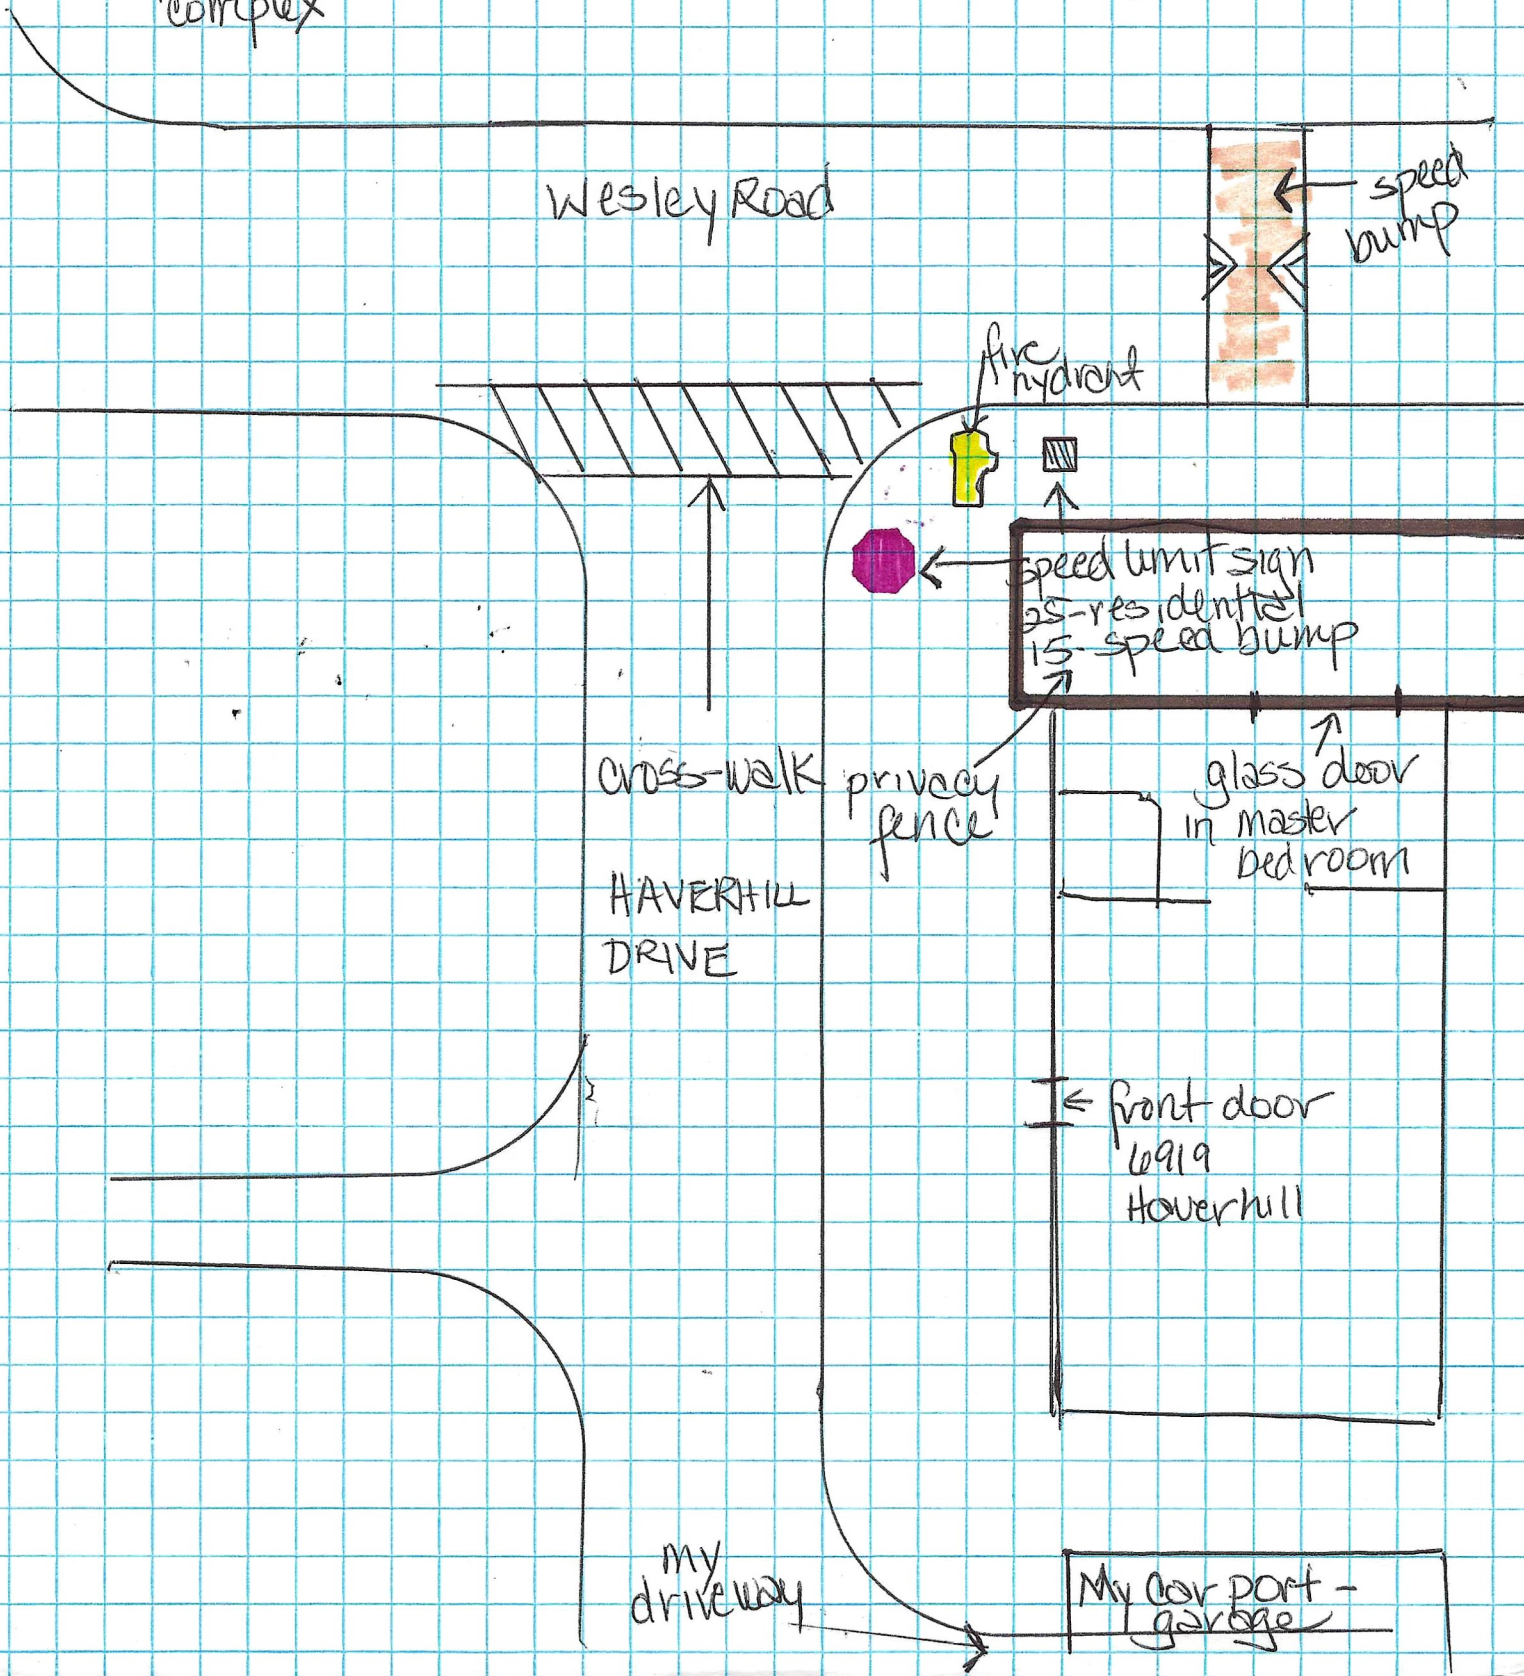 complex
Wesley Road
speed
bump
fire
hydrant
speed limit sign
25-residential
15-speed bump
cross-walk
privacy
fence
glass door
in master
bedroom
HAVERHILL
DRIVE
front door
6919
Haverhill
my
driveway
My car port -
garage